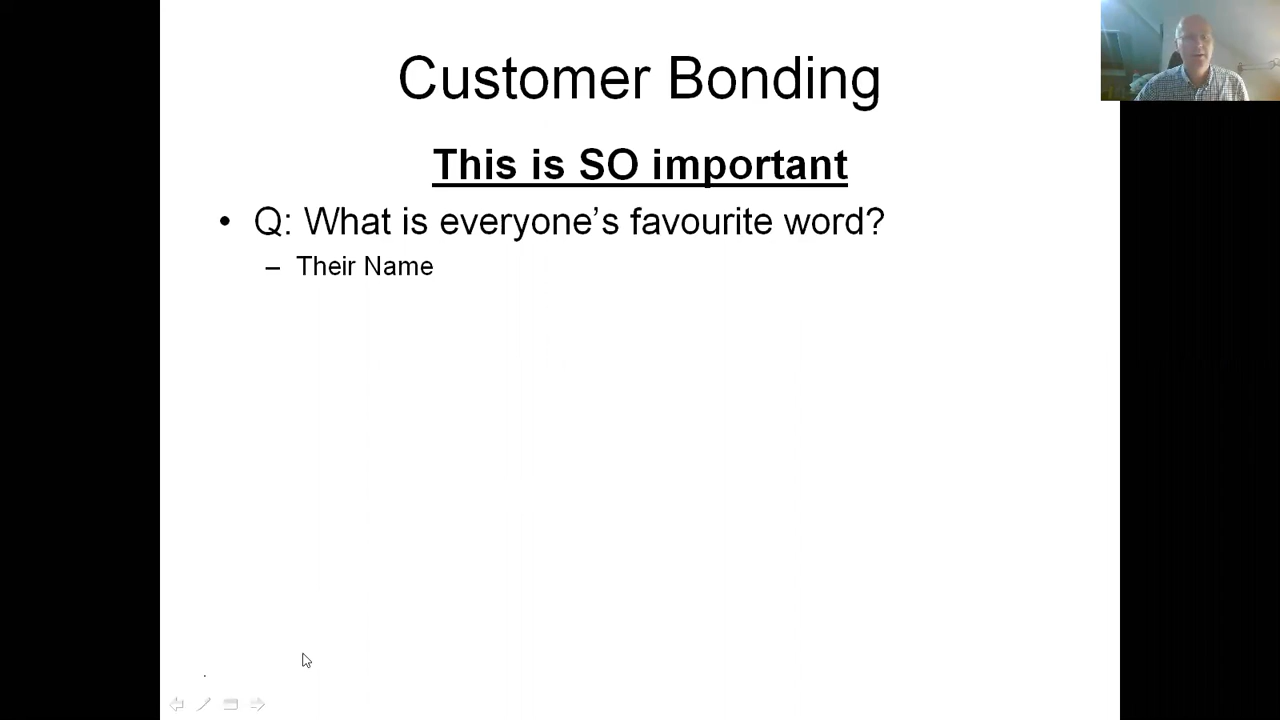 Customer Bonding
This is SO important
• Q: What is everyone’s favourite word?
– Their Name